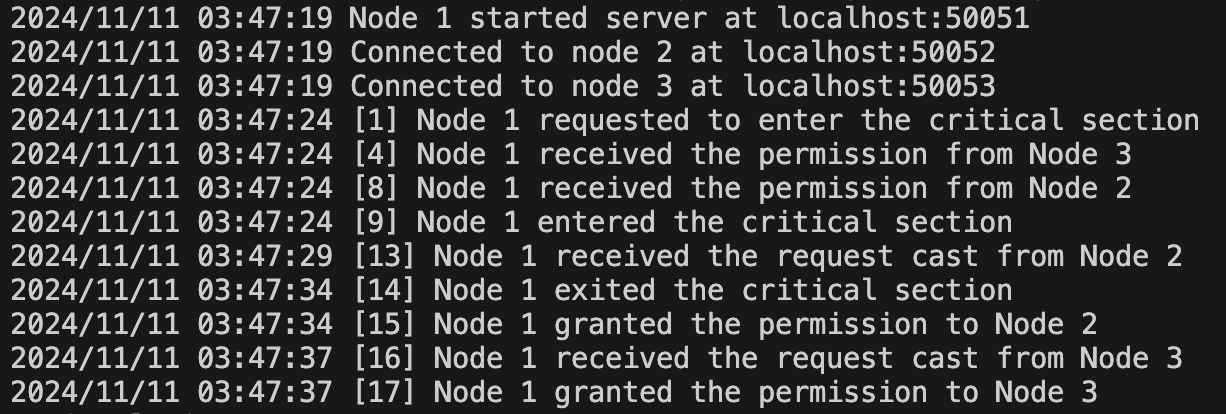 2024/11/11 03:47:19 Node 1 started server at localhost:50051
2024/11/11 03:47:19 Connected to node 2 at localhost:50052
2024/11/11 03:47:19 Connected to node 3 at localhost:50053
2024/11/11 03:47:24 [1] Node 1 requested to enter the critical section
2024/11/11 03:47:24 [4] Node 1 received the permission from Node 3
2024/11/11 03:47:24 [8] Node 1 received the permission from Node 2
2024/11/11 03:47:24 [9] Node 1 entered the critical section
2024/11/11 03:47:29 [13] Node 1 received the request cast from Node 2
2024/11/11 03:47:34 [14] Node 1 exited the critical section
2024/11/11 03:47:34 [15] Node 1 granted the permission to Node 2
2024/11/11 03:47:37 [16] Node 1 received the request cast from Node 3
2024/11/11 03:47:37 [17] Node 1 granted the permission to Node 3